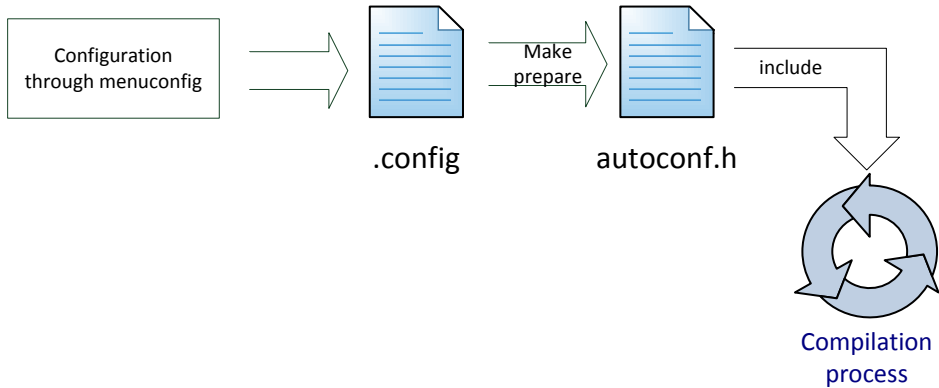 Configuration
through menuconfig
Make
prepare
include
.config
autoconf.h
Compilation
process